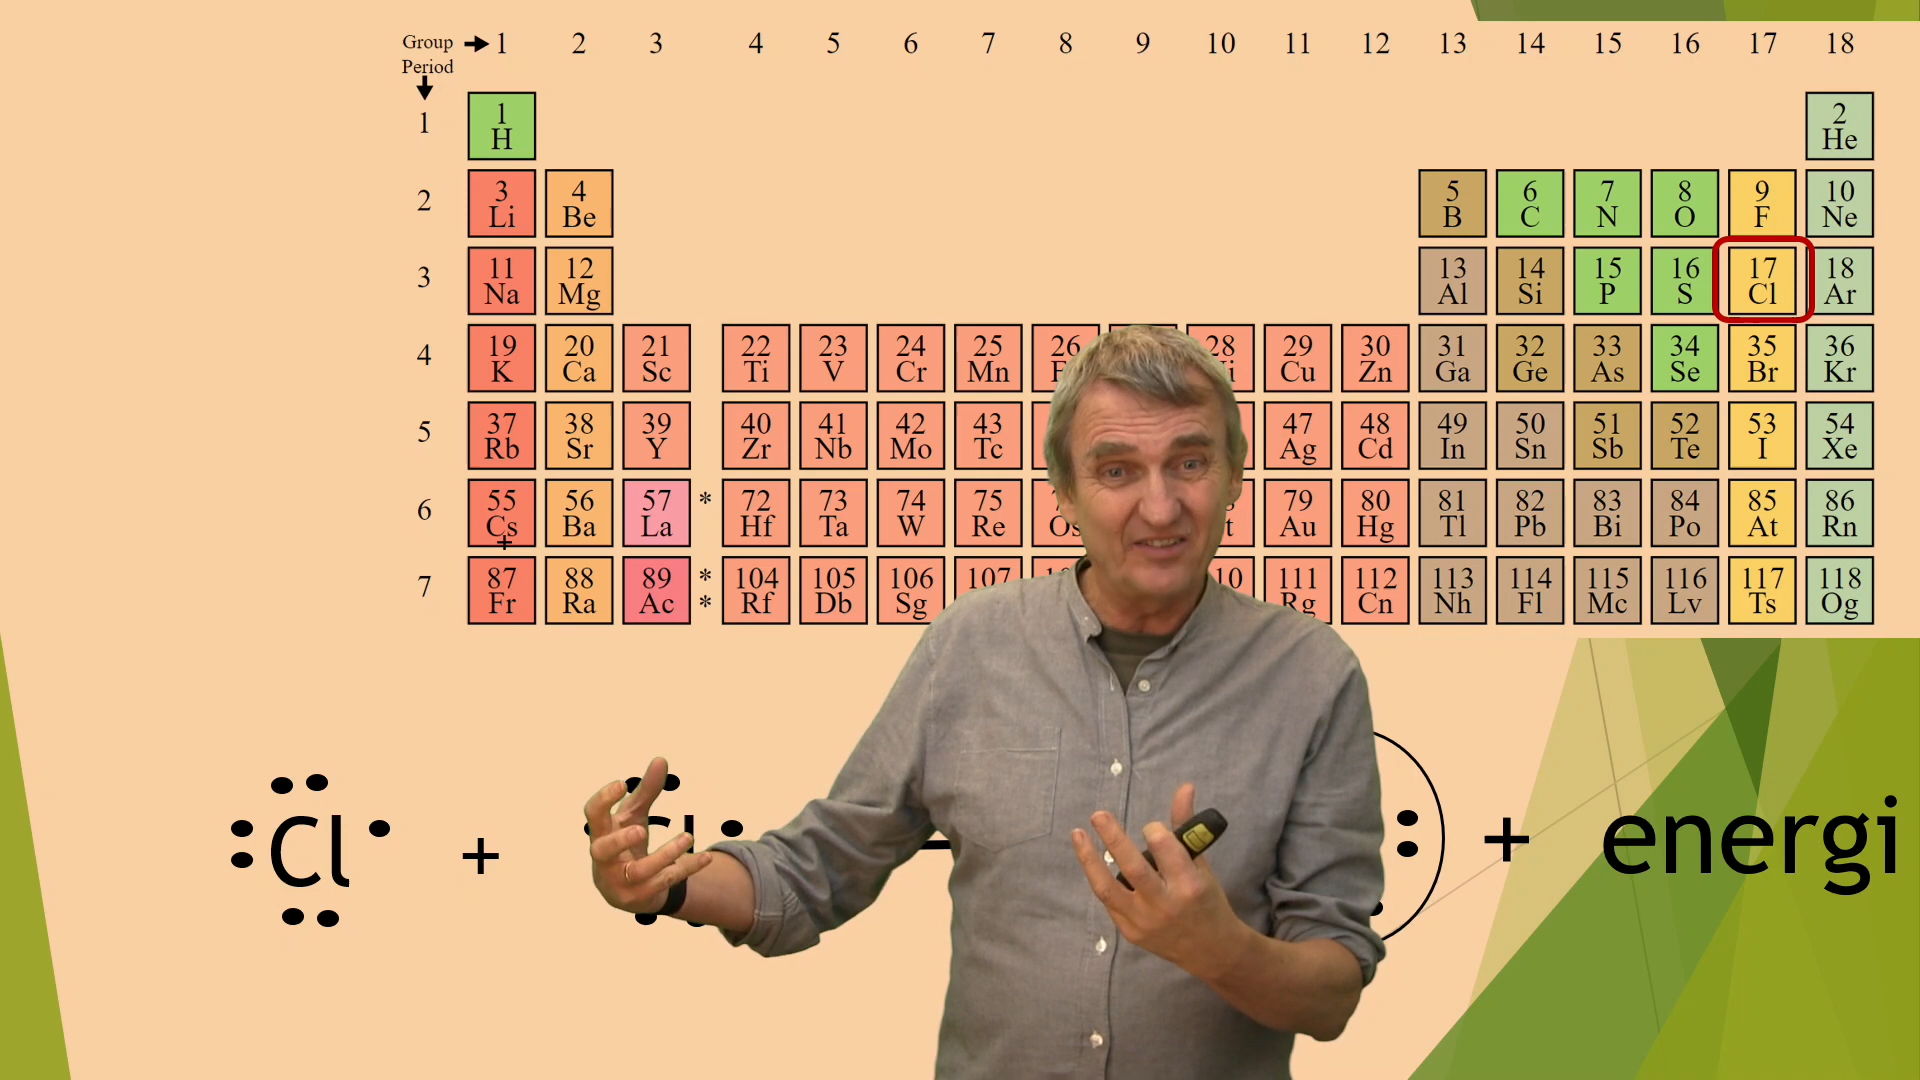 Group 1 2 3 4 5 6 7 8 9 10 11 12 13 14 15 16 17 18
Period
1 1 2
H He
2 3 4 5 6 7 8 9 10
Li Be B C N O F Ne
3 11 12 13 14 15 16 17 18
Na Mg Al Si P S Cl Ar
4 19 20 21 22 23 24 25 26 28 29 30 31 32 33 34 35 36
K Ca Sc Ti V Cr Mn Cu Zn Ga Ge As Se Br Kr
5 37 38 39 40 41 42 43 47 48 49 50 51 52 53 54
Rb Sr Y Zr Nb Mo Tc Ag Cd In Sn Sb Te I Xe
6 55 56 57 * 72 73 74 75 79 80 81 82 83 84 85 86
Cs Ba La Hf Ta W Re Os Au Hg Tl Pb Bi Po At Rn
+
7 87 88 89 * 104 105 106 107 111 112 113 114 115 116 117 118
Fr Ra Ac * Rf Db Sg Rg Cn Nh Fl Mc Lv Ts Og
Cl + Cl + energi